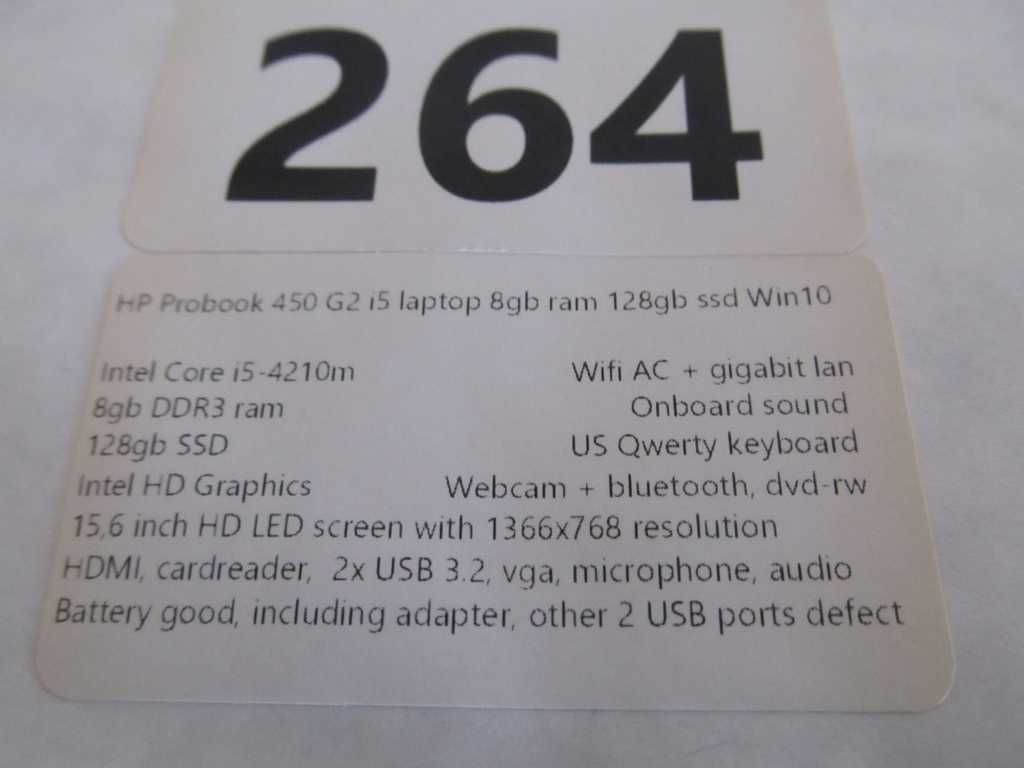 264
HP Probook 450 G2 i5 laptop 8gb ram 128gb ssd Win10
Intel Core i5-4210m Wifi AC + gigabit lan
8gb DDR3 ram Onboard sound
128gb SSD US Qwerty keyboard
Intel HD Graphics Webcam + bluetooth, dvd-rw
15,6 inch HD LED screen with 1366x768 resolution
HDMI, cardreader, 2x USB 3.2, vga, microphone, audio
Battery good, including adapter, other 2 USB ports defect